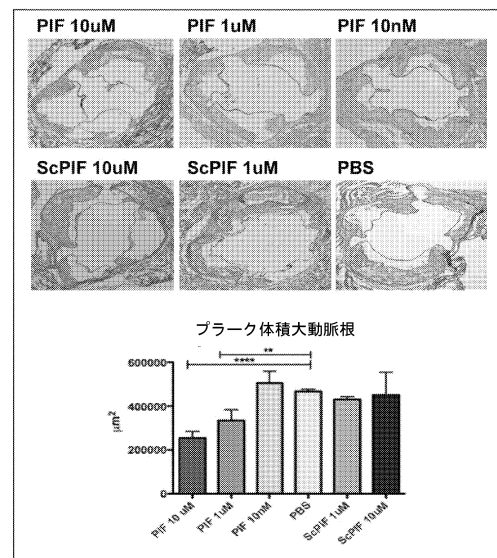 PIF 10uM PIF 1uM PIF 10nM
ScPIF 10uM ScPIF 1uM PBS
プラーク体積大動脈根
**
****
600000
400000
200000
0
μm²
PIF 10 uM PIF 1uM PIF 10nM PBS ScPIF 1uM ScPIF 10uM